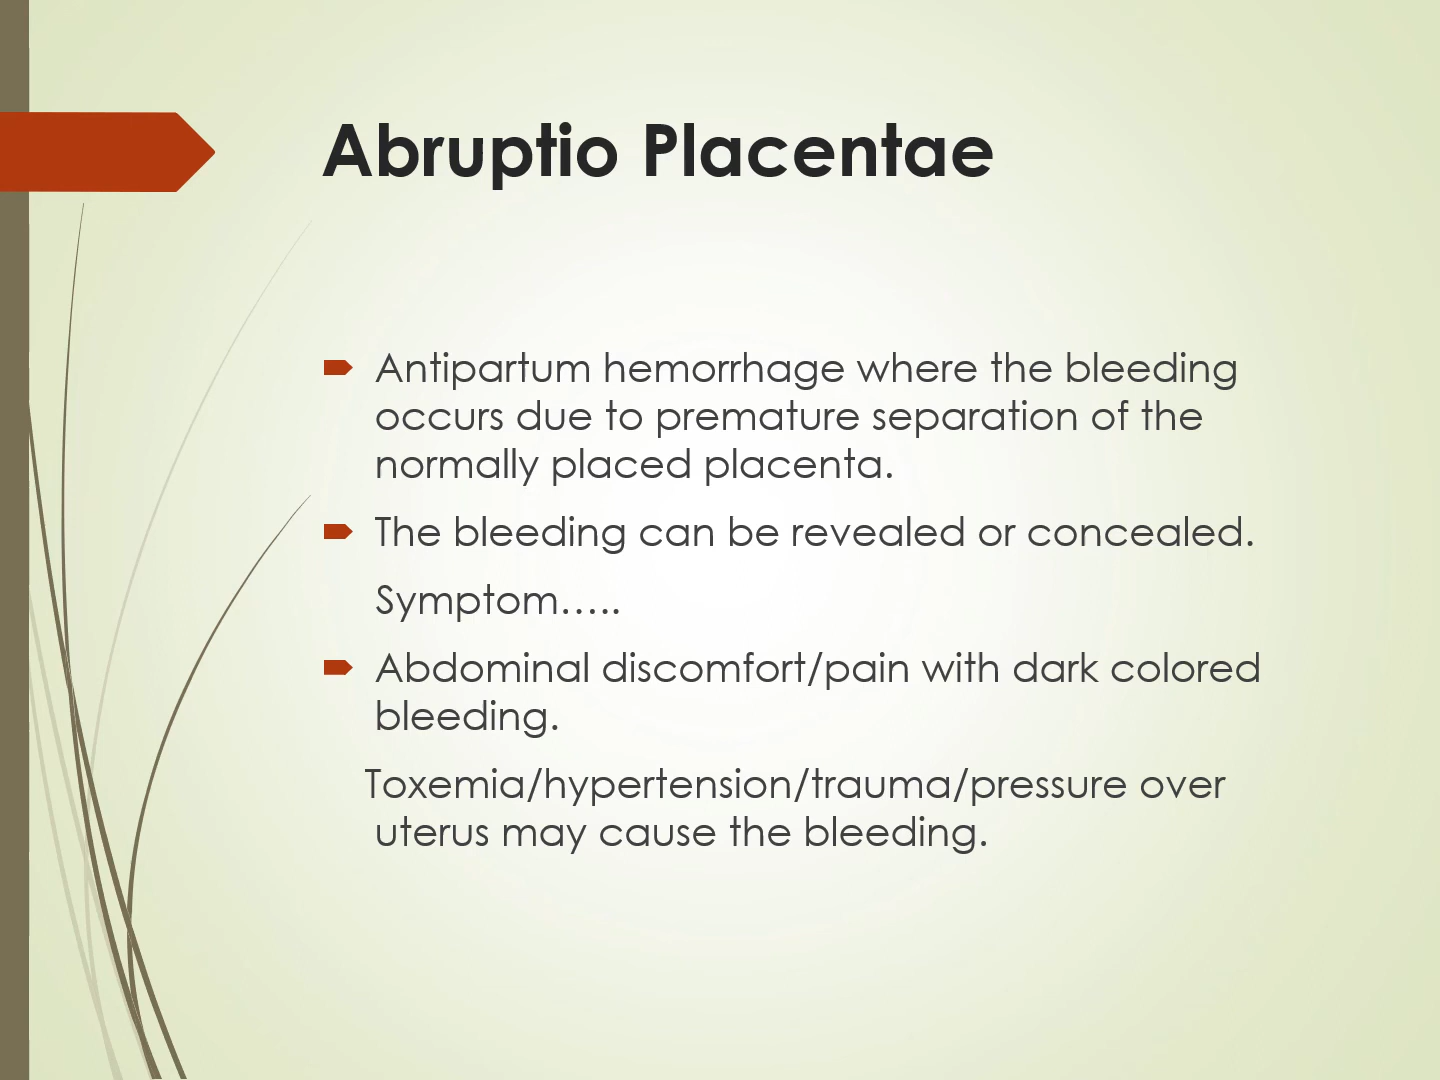 Abruptio Placentae
Antipartum hemorrhage where the bleeding
occurs due to premature separation of the
normally placed placenta.
The bleeding can be revealed or concealed.
Symptom…..
Abdominal discomfort/pain with dark colored
bleeding.
Toxemia/hypertension/trauma/pressure over
uterus may cause the bleeding.